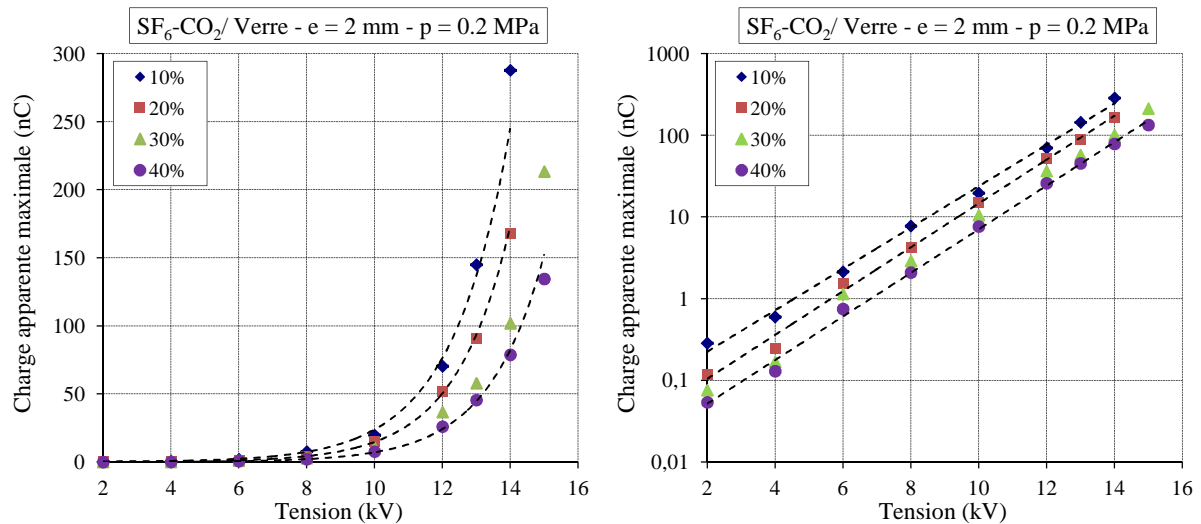 SF₆-CO₂/ Verre - e = 2 mm - p = 0.2 MPa
Charge apparente maximale (nC)
300
250
200
150
100
50
0
10%
20%
30%
40%
2 4 6 8 10 12 14 16
Tension (kV)
SF₆-CO₂/ Verre - e = 2 mm - p = 0.2 MPa
Charge apparente maximale (nC)
1000
100
10
1
0,1
0,01
10%
20%
30%
40%
2 4 6 8 10 12 14 16
Tension (kV)